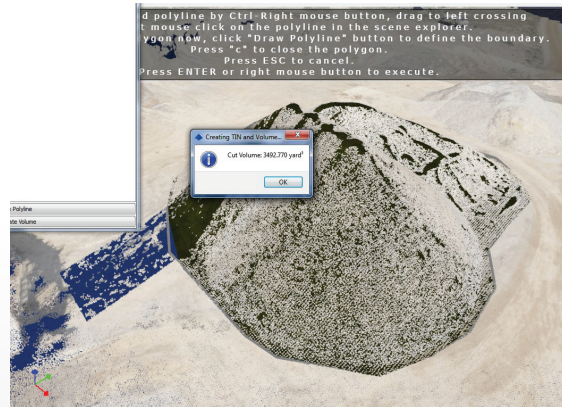 d polyline by Ctrl-Right mouse button, drag to left crossing
t mouse click on the polyline in the scene explorer.
ygon now, click "Draw Polyline" button to define the boundary.
Press "c" to close the polygon.
Press ESC to cancel.
Press ENTER or right mouse button to execute.
Creating TIN and Volume...
Cut Volume: 3492.770 yard³
OK
Polyline
ate Volume